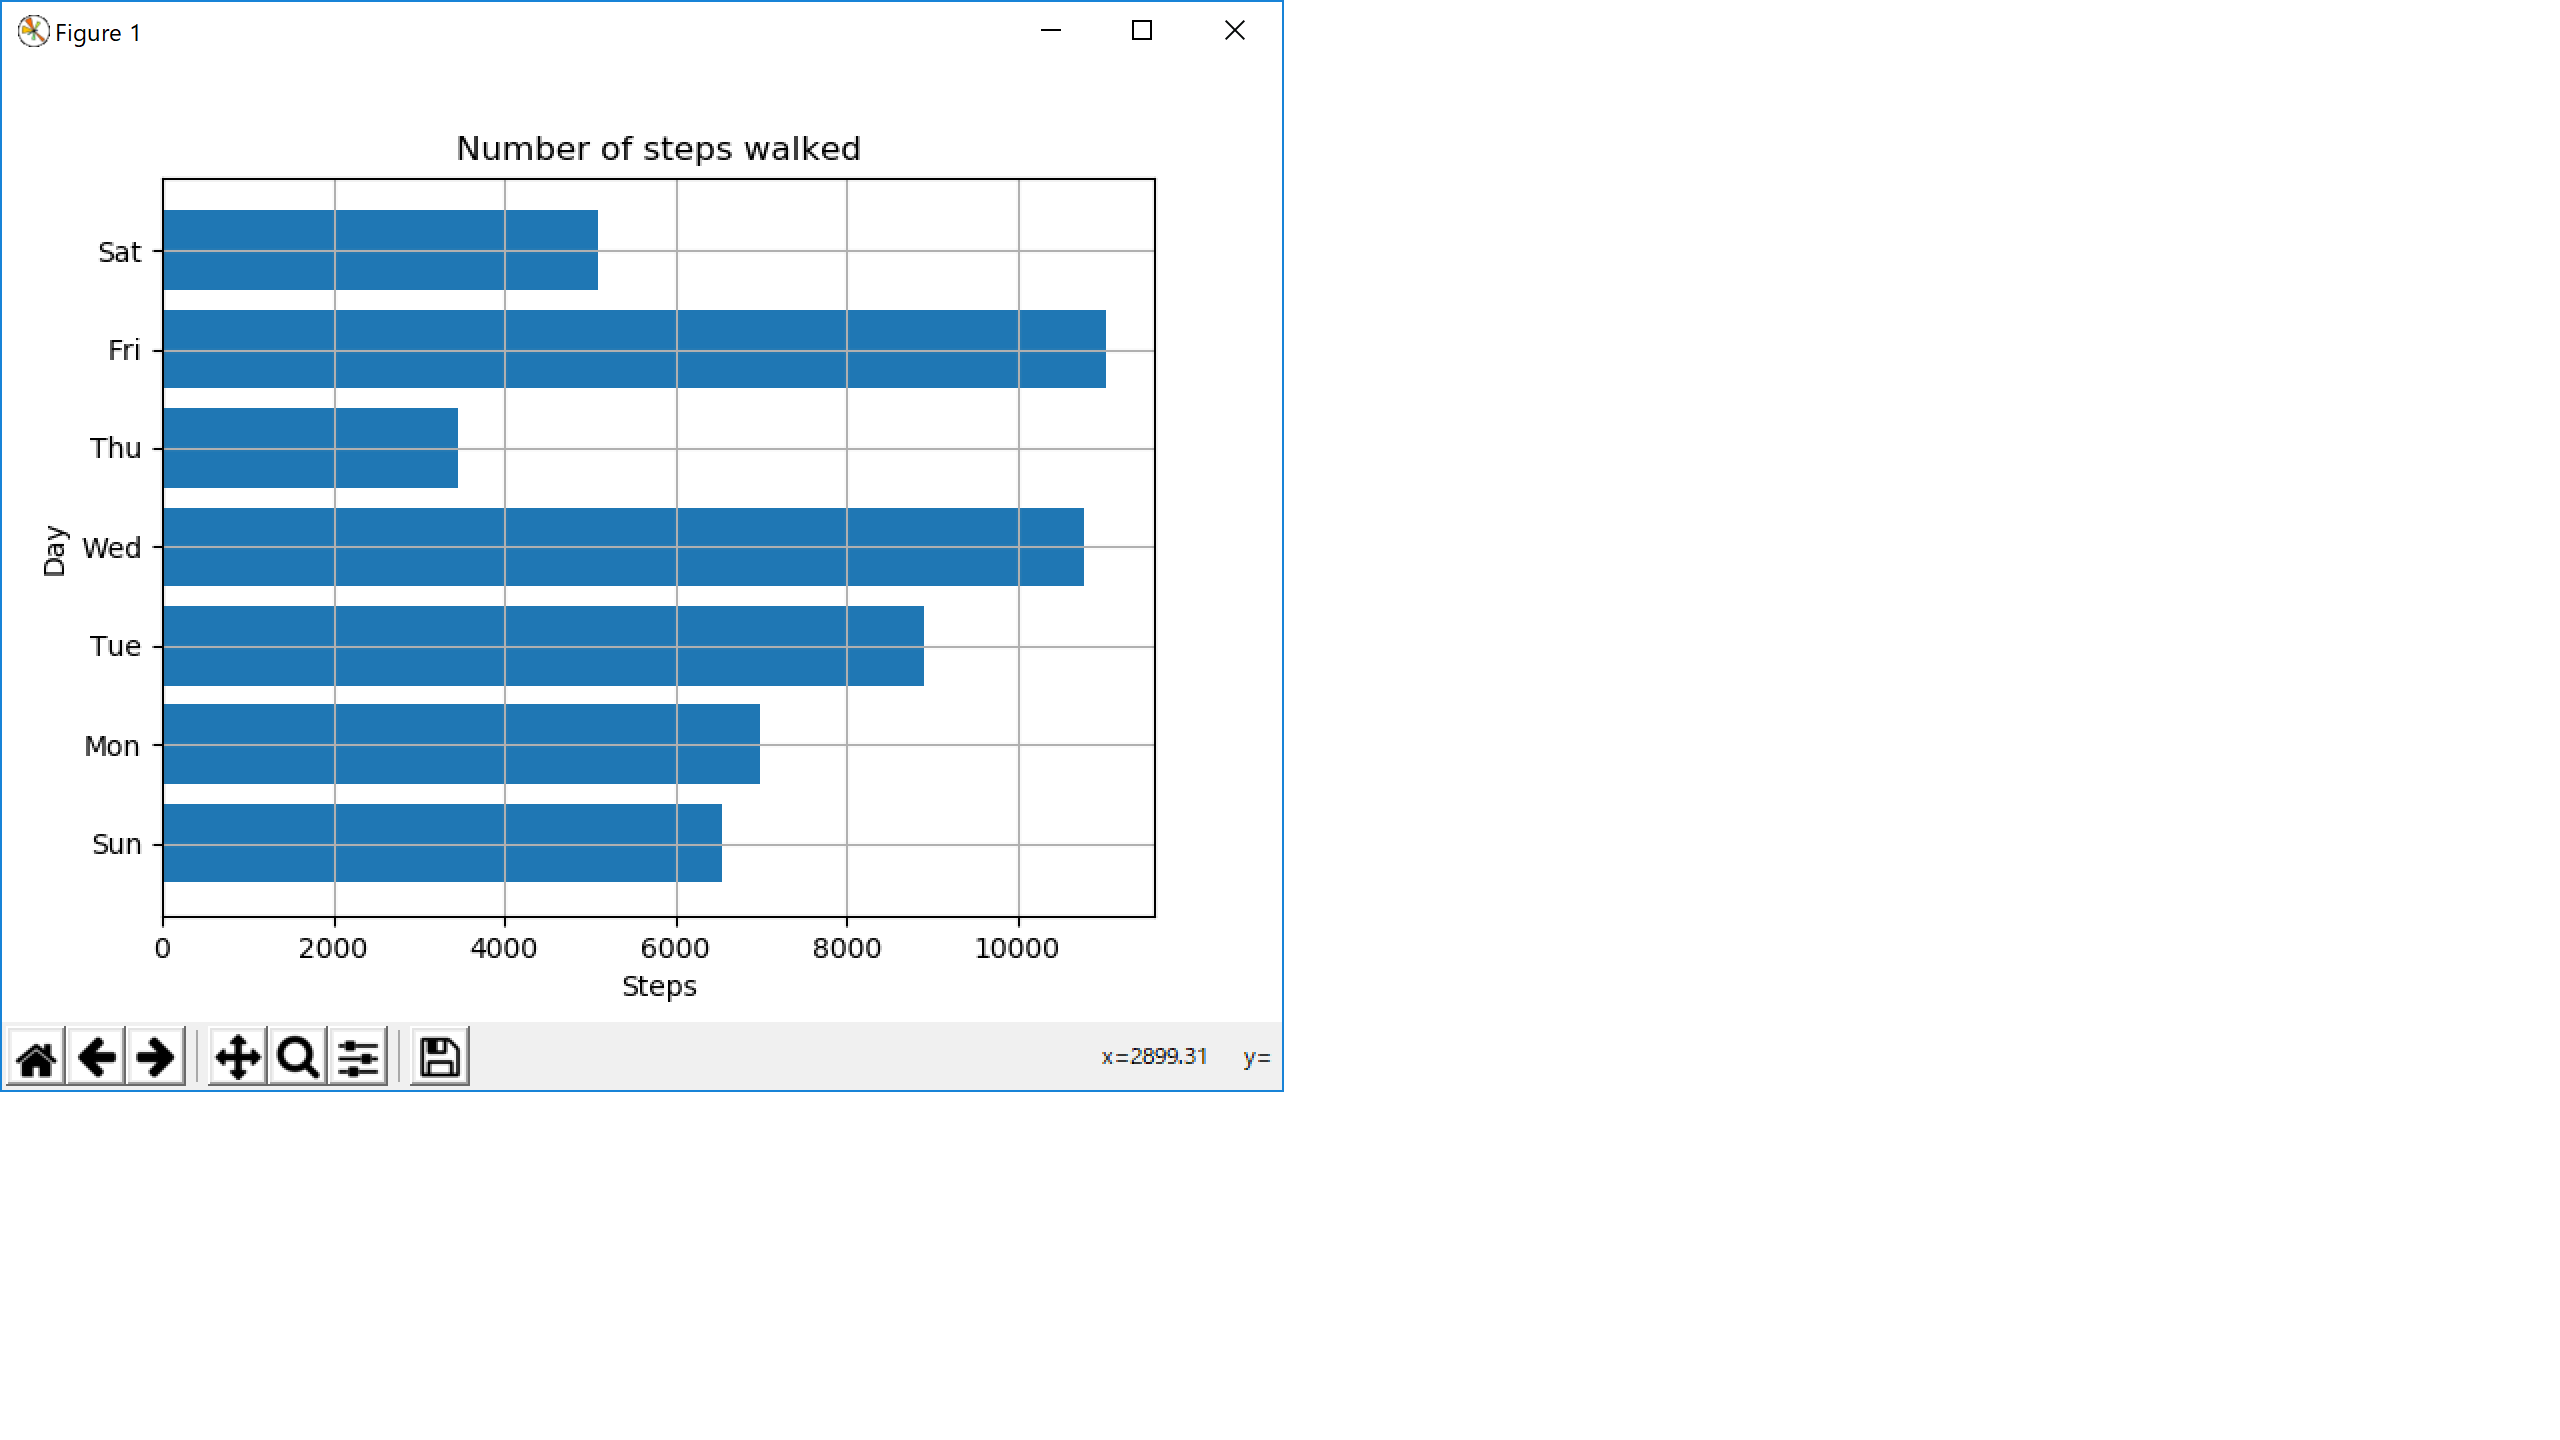 Figure 1
Number of steps walked
Sat
Fri
Thu
Wed
Tue
Mon
Sun
Day
0 2000 4000 6000 8000 10000
Steps
x=2899.31 y=